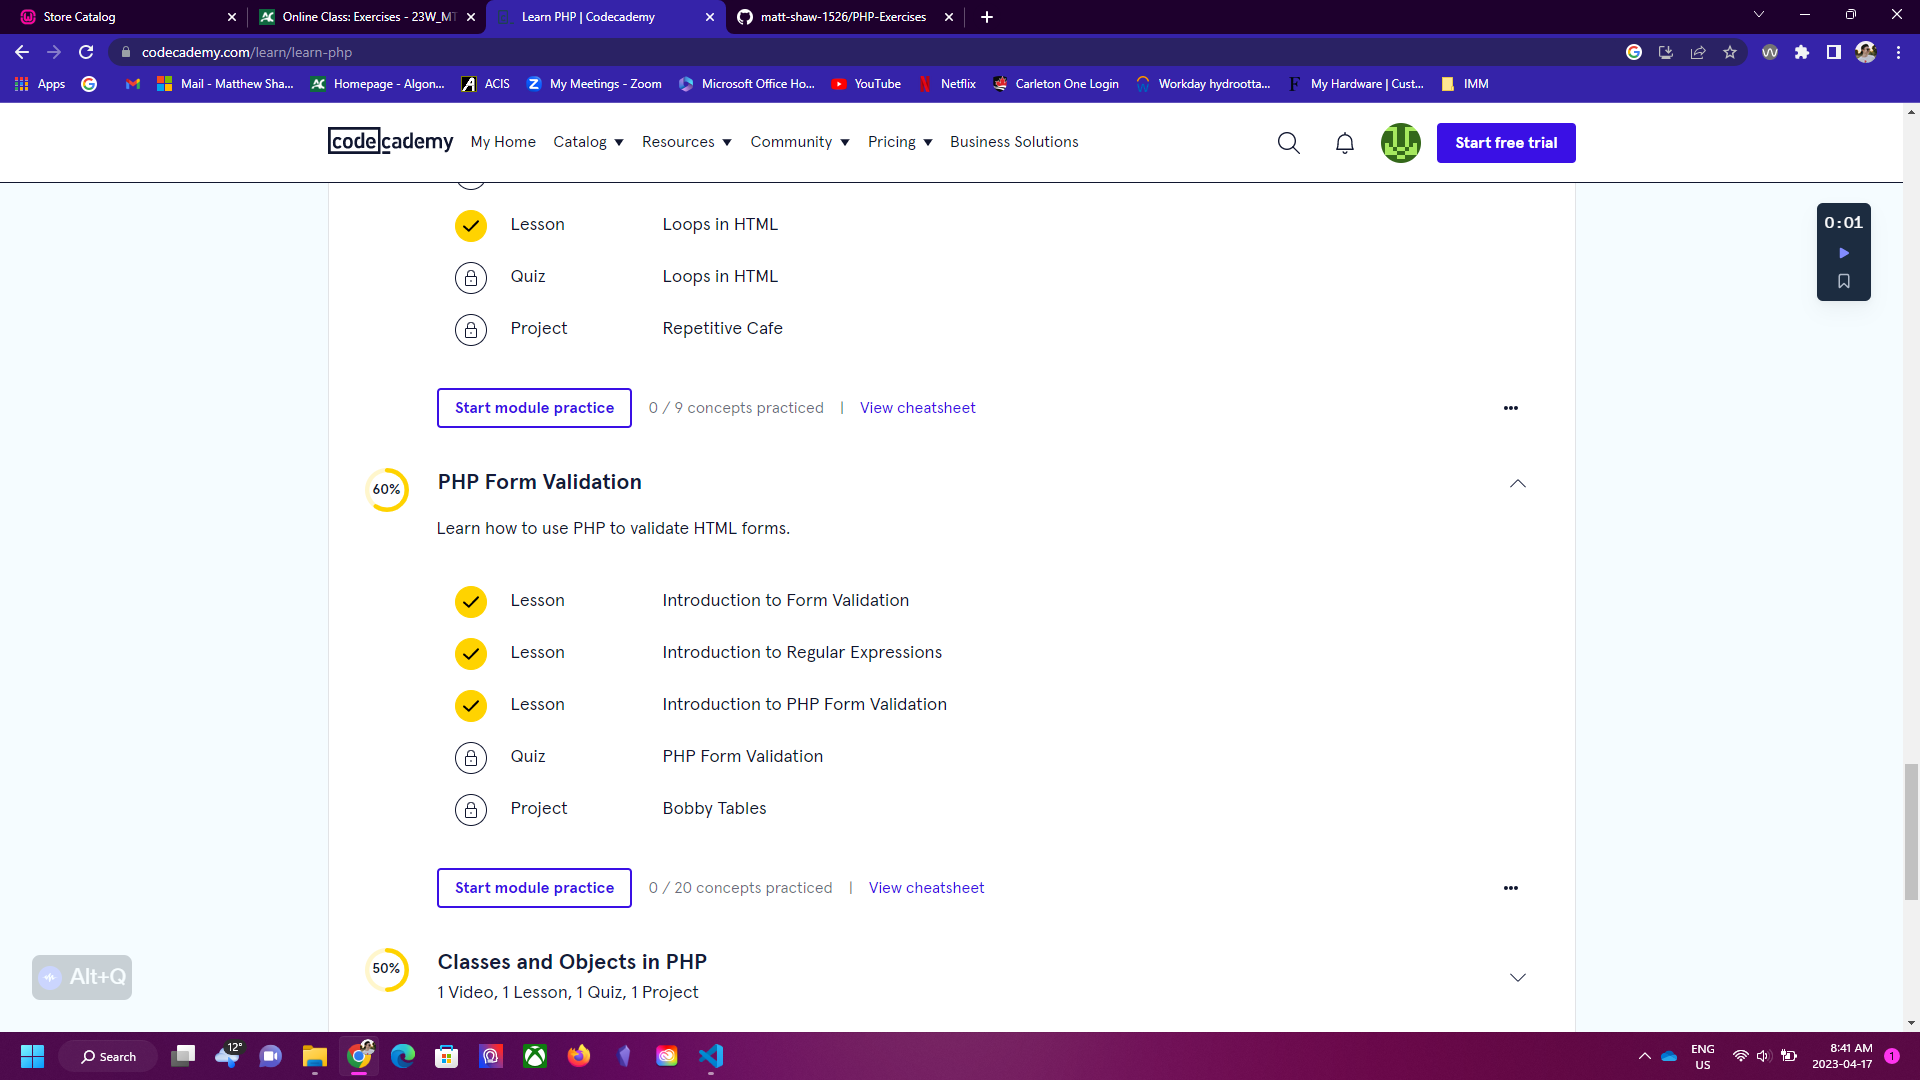 Store Catalog
Online Class: Exercises - 23W_MT
Learn PHP | Codecademy
matt-shaw-1526/PHP-Exercises
codecademy.com/learn/learn-php
Apps
Mail - Matthew Sha...
Homepage - Algon...
ACIS
My Meetings - Zoom
Microsoft Office Ho...
YouTube
Netflix
Carleton One Login
Workday hydrootta...
My Hardware | Cust...
IMM
codecademy
My Home
Catalog
Resources
Community
Pricing
Business Solutions
Start free trial
0:01
Lesson Loops in HTML
Quiz Loops in HTML
Project Repetitive Cafe
Start module practice 0 / 9 concepts practiced | View cheatsheet
60% PHP Form Validation
Learn how to use PHP to validate HTML forms.
Lesson Introduction to Form Validation
Lesson Introduction to Regular Expressions
Lesson Introduction to PHP Form Validation
Quiz PHP Form Validation
Project Bobby Tables
Start module practice 0 / 20 concepts practiced | View cheatsheet
50% Classes and Objects in PHP
1 Video, 1 Lesson, 1 Quiz, 1 Project
Alt+Q
Search
12°
ENG
US
8:41 AM
2023-04-17
1